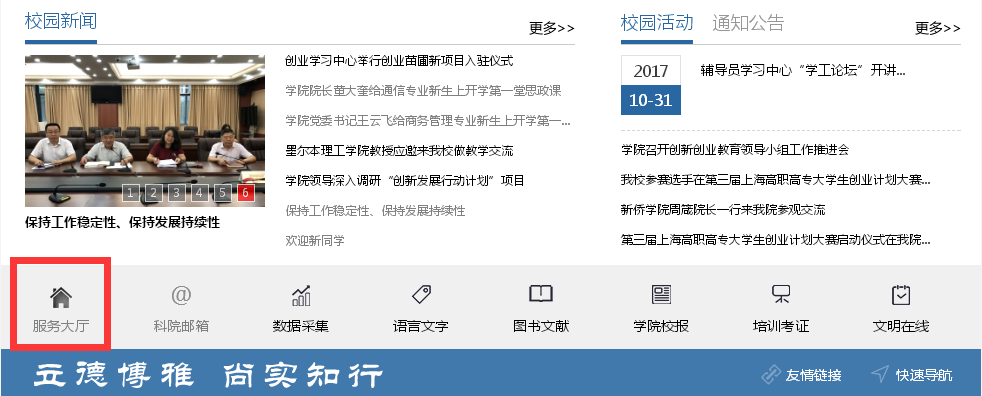 校园新闻
更多>>
1 2 3 4 5 6
保持工作稳定性、保持发展持续性
创业学习中心举行创业苗圃新项目入驻仪式
学院院长董大奎给通信专业新生上开学第一堂思政课
学院党委书记王云飞给商务管理专业新生上开学第一...
墨尔本理工学院教授应邀来我校做教学交流
学院领导深入调研“创新发展行动计划”项目
保持工作稳定性、保持发展持续性
欢迎新同学
校园活动 通知公告
更多>>
2017
10-31
辅导员学习中心“学工论坛”开讲...
学院召开创新创业教育领导小组工作推进会
我校参赛选手在第三届上海高职高专大学生创业计划大赛...
新侨学院周箴院长一行来我院参观交流
第三届上海高职高专大学生创业计划大赛启动仪式在我院...
服务大厅
科院邮箱
数据采集
语言文字
图书文献
学院校报
培训考证
文明在线
立德博雅 尚实知行
友情链接
快速导航